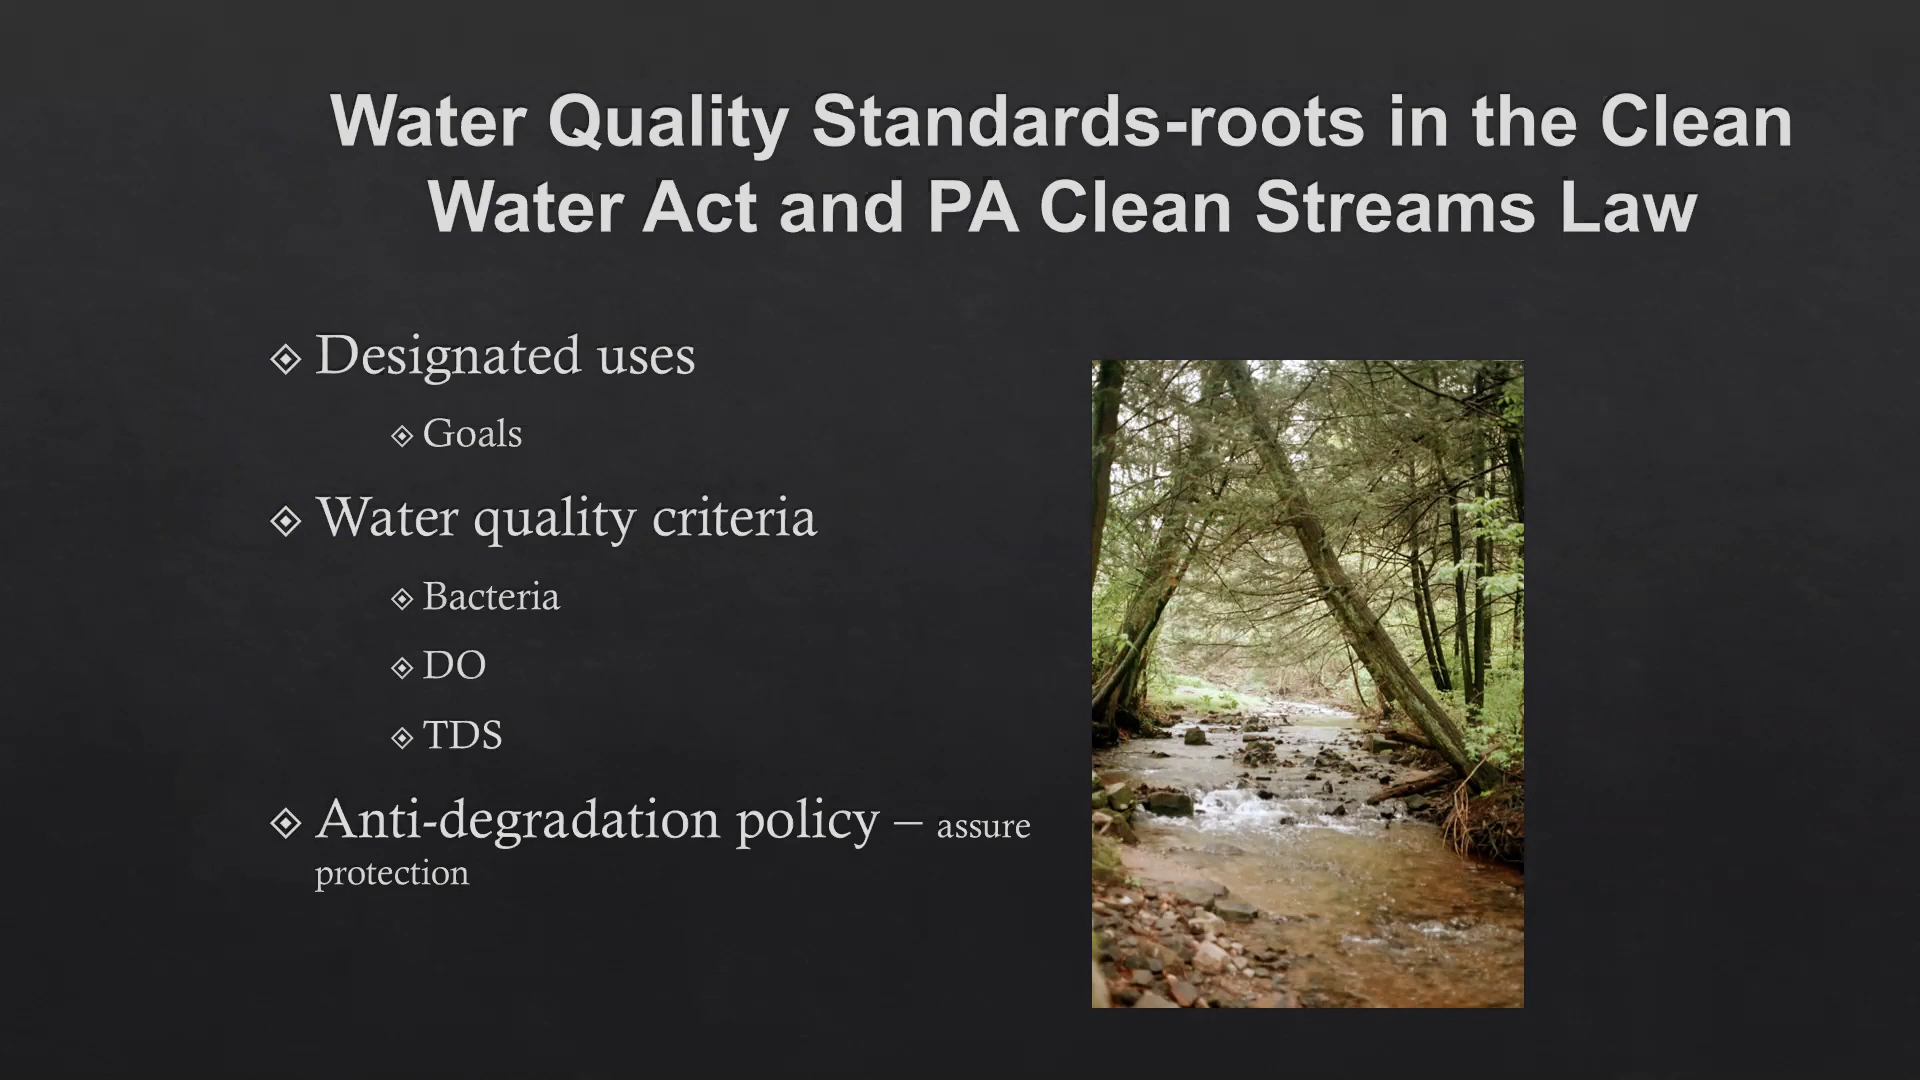 Water Quality Standards-roots in the Clean
Water Act and PA Clean Streams Law
Designated uses
Goals
Water quality criteria
Bacteria
DO
TDS
Anti-degradation policy – assure
protection